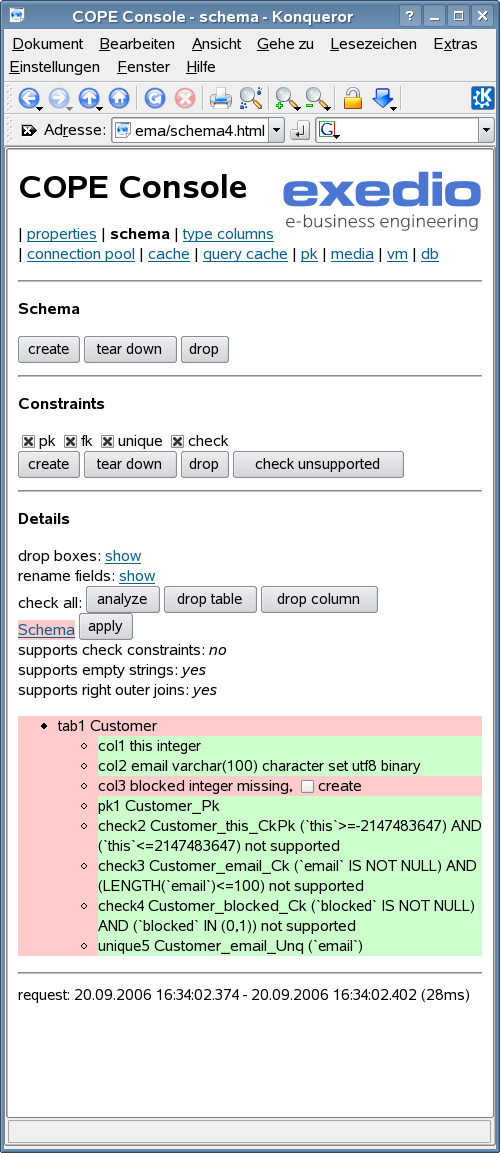 COPE Console - schema - Konqueror
Dokument Bearbeiten Ansicht Gehe zu Lesezeichen Extras
Einstellungen Fenster Hilfe
Adresse: ema/schema4.html
COPE Console
exedio
e-business engineering
| properties | schema | type columns
| connection pool | cache | query cache | pk | media | vm | db
Schema
create tear down drop
Constraints
pk fk unique check
create tear down drop check unsupported
Details
drop boxes: show
rename fields: show
check all: analyze drop table drop column
Schema apply
supports check constraints: no
supports empty strings: yes
supports right outer joins: yes
tab1 Customer
col1 this integer
col2 email varchar(100) character set utf8 binary
col3 blocked integer missing, create
pk1 Customer_Pk
check2 Customer_this_CkPk (`this`>=-2147483647) AND
(`this`<=2147483647) not supported
check3 Customer_email_Ck (`email` IS NOT NULL) AND
(LENGTH(`email`)<=100) not supported
check4 Customer_blocked_Ck (`blocked` IS NOT NULL)
AND (`blocked` IN (0,1)) not supported
unique5 Customer_email_Unq (`email`)
request: 20.09.2006 16:34:02.374 - 20.09.2006 16:34:02.402 (28ms)